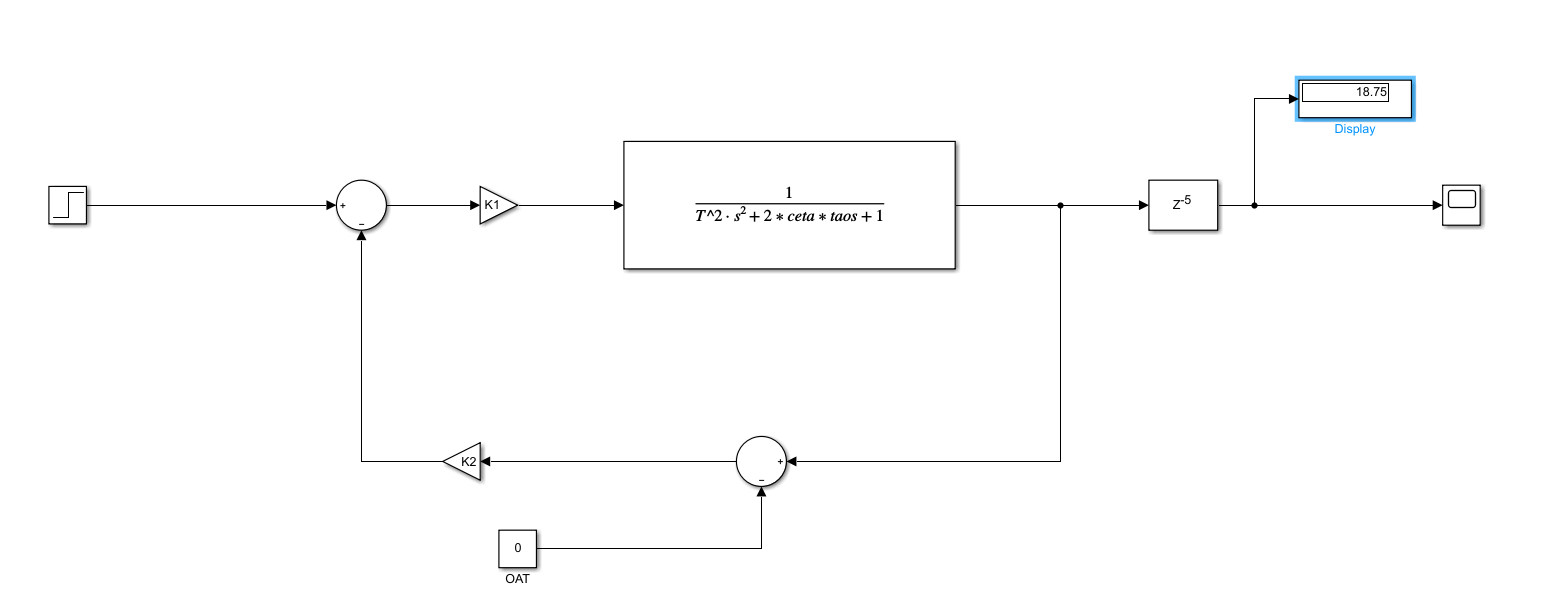 18.75
Display
+
−
K1
1
T^2 · s² + 2 * ceta * taos + 1
Z-5
K2
+
−
0
OAT